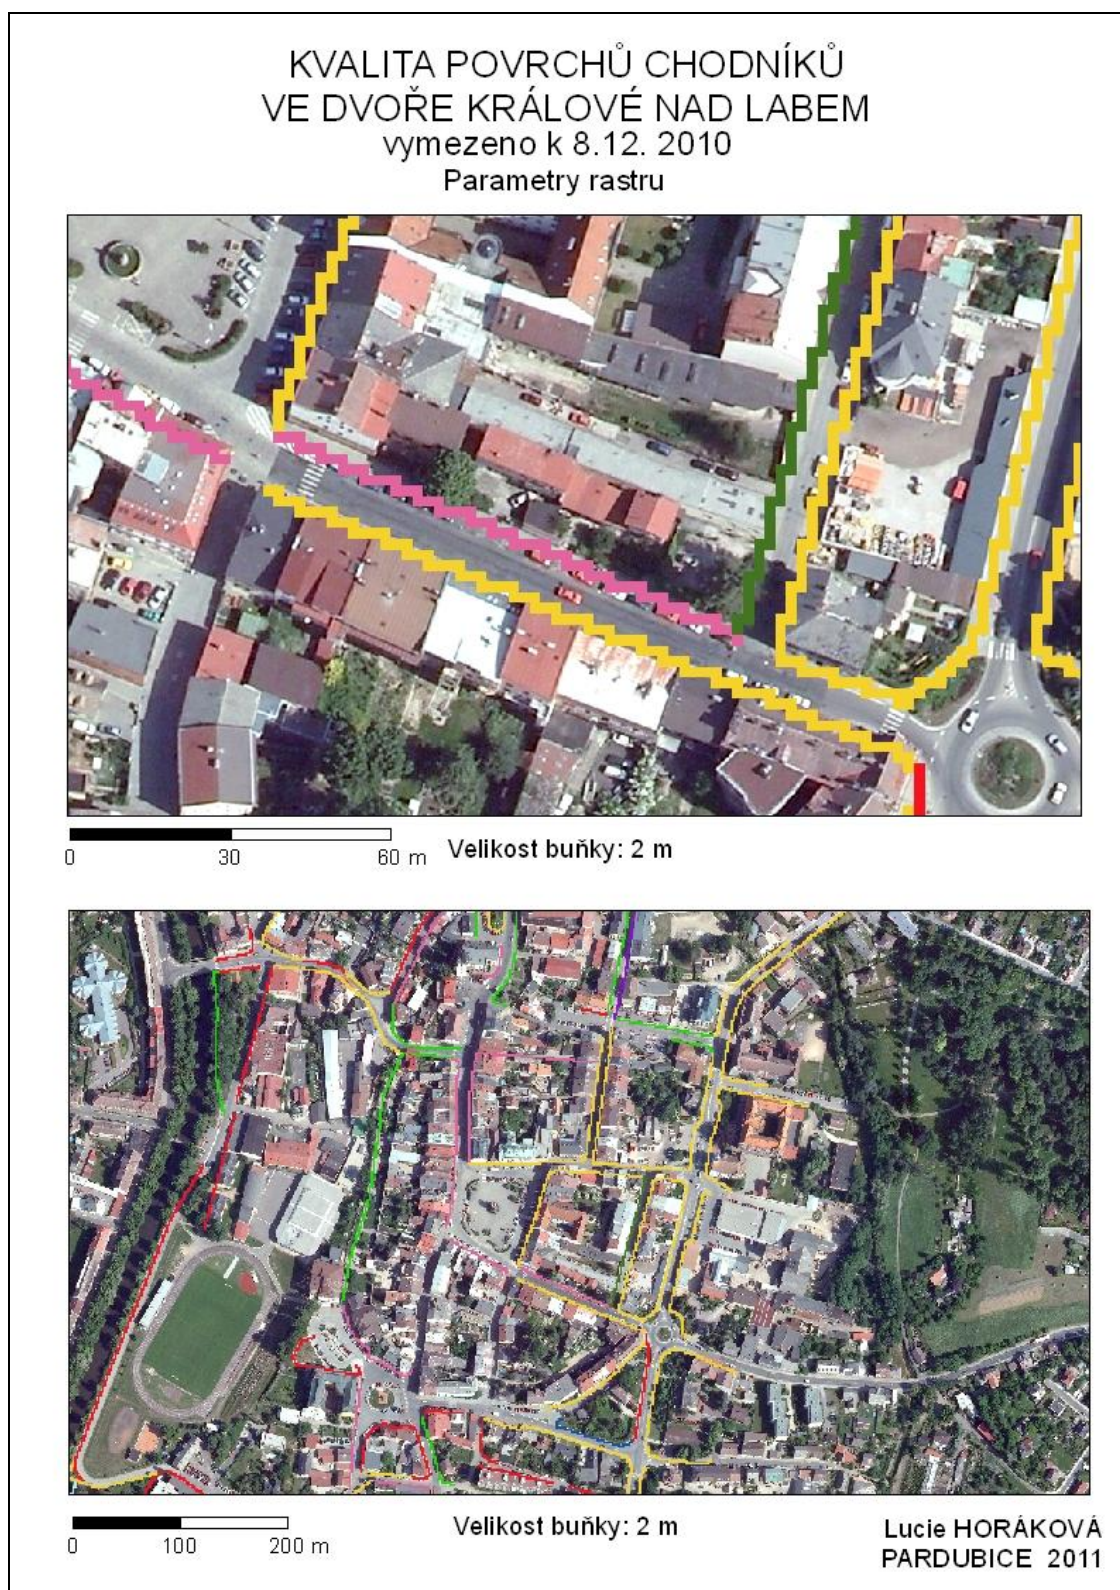 KVALITA POVRCHŮ CHODNÍKŮ
VE DVOŘE KRÁLOVÉ NAD LABEM
vymezeno k 8.12. 2010
Parametry rastru
0 30 60 m
Velikost buňky: 2 m
0 100 200 m
Velikost buňky: 2 m
Lucie HORÁKOVÁ
PARDUBICE 2011